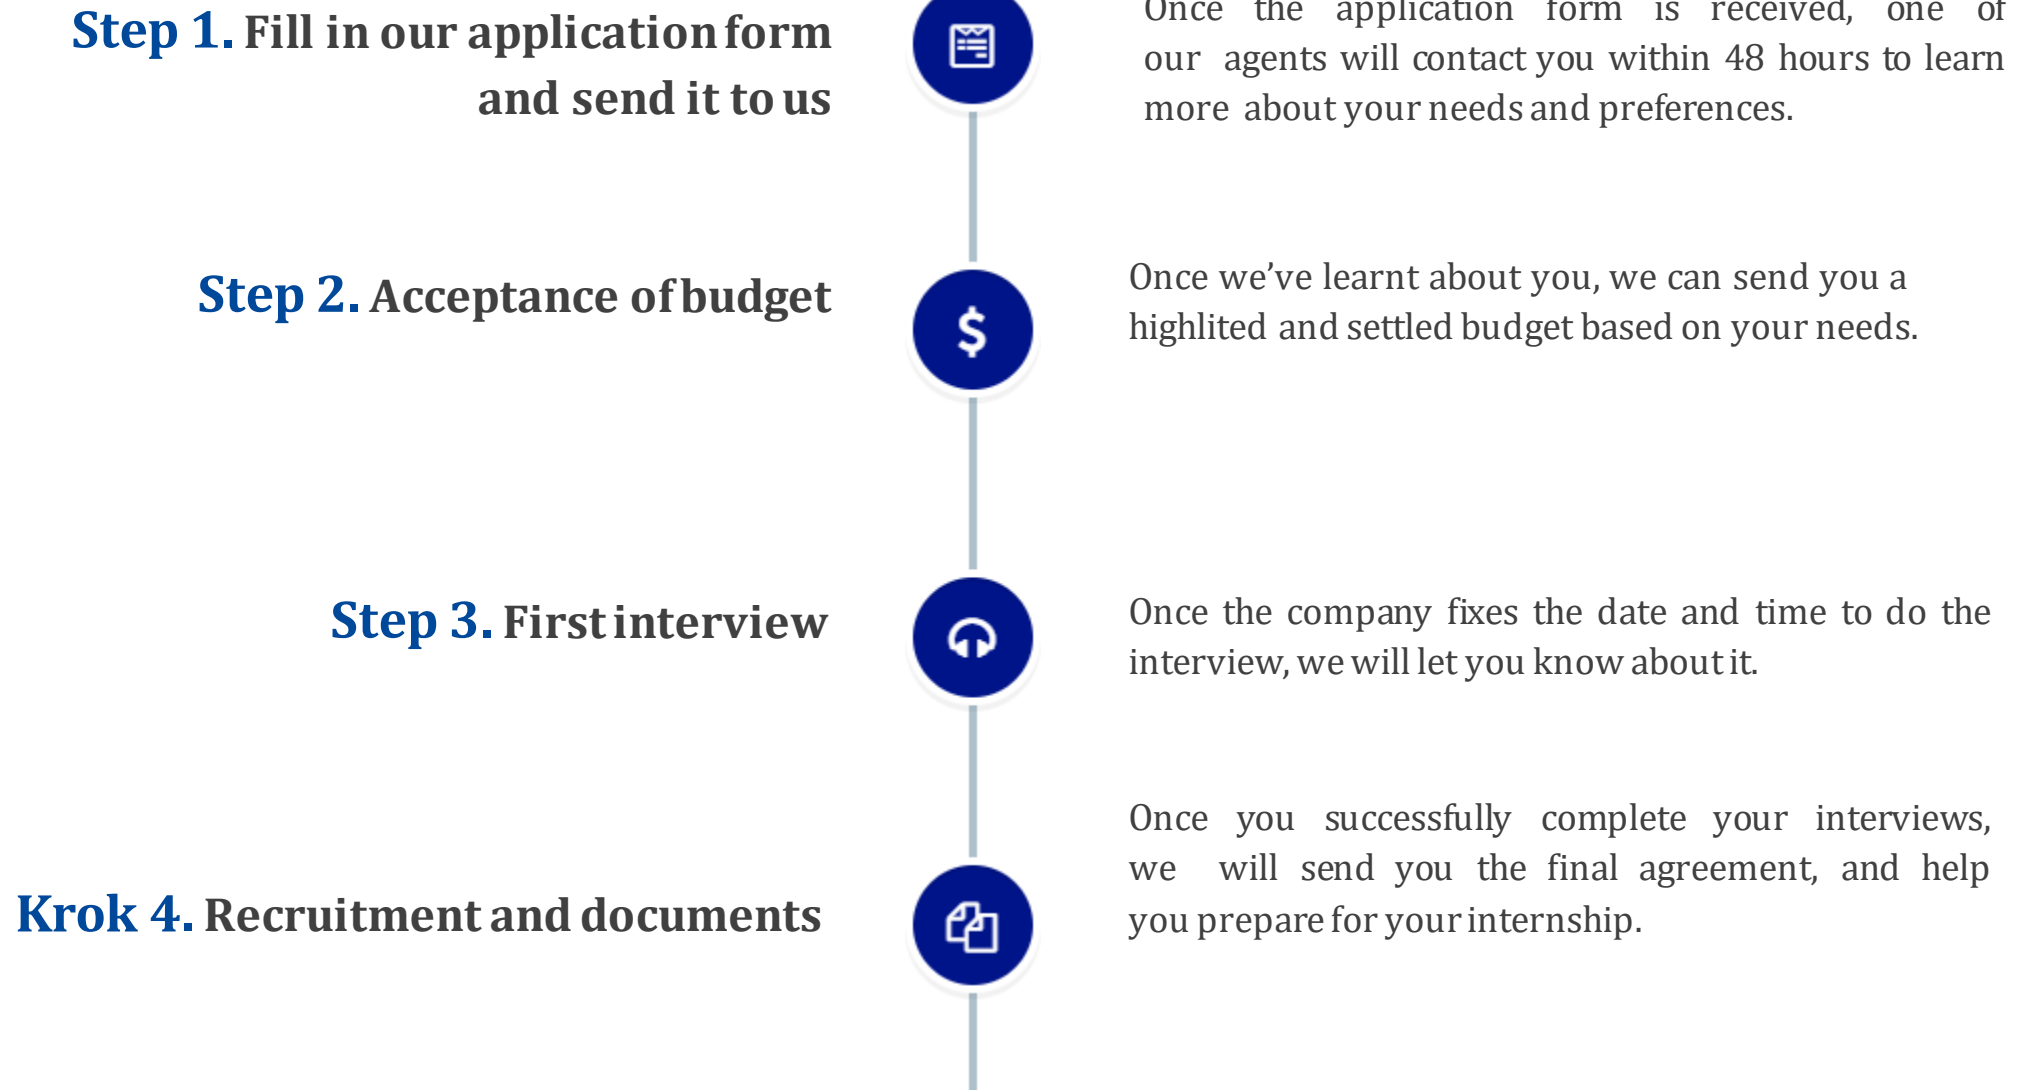 Step 1. Fill in our application form
and send it to us
Once the application form is received, one of
our agents will contact you within 48 hours to learn
more about your needs and preferences.
Step 2. Acceptance of budget
Once we’ve learnt about you, we can send you a
highlited and settled budget based on your needs.
Step 3. First interview
Once the company fixes the date and time to do the
interview, we will let you know about it.
Krok 4. Recruitment and documents
Once you successfully complete your interviews,
we will send you the final agreement, and help
you prepare for your internship.